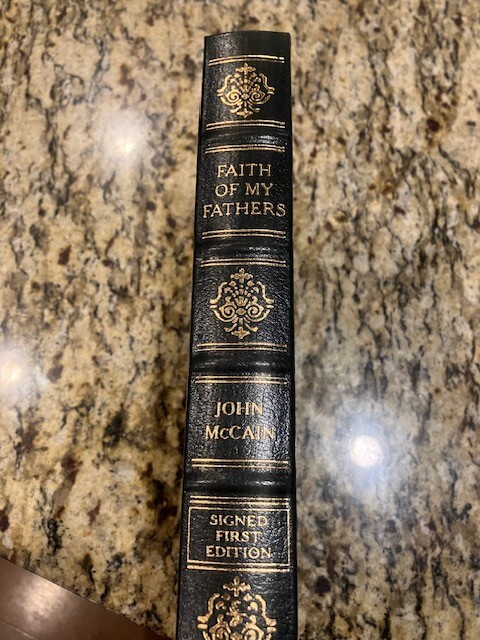 FAITH
OF MY
FATHERS
JOHN
McCAIN
SIGNED
FIRST
EDITION